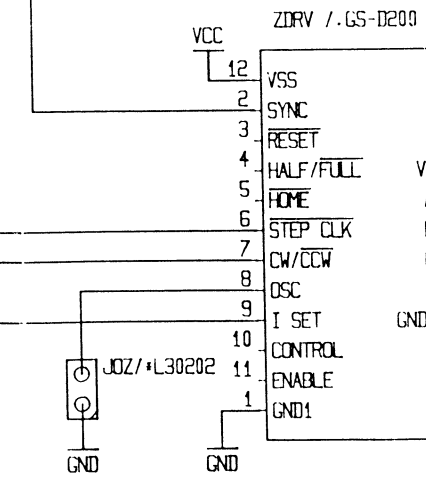 ZDRV /.GS-D200
VCC
12 VSS
2 SYNC
3 RESET
4 HALF/FULL
V
5 HOME
6 STEP CLK
7 CW/CCW
8 OSC
9 I SET
GND
10 CONTROL
JOZ/*L30202
11 ENABLE
1 GND1
GND
GND